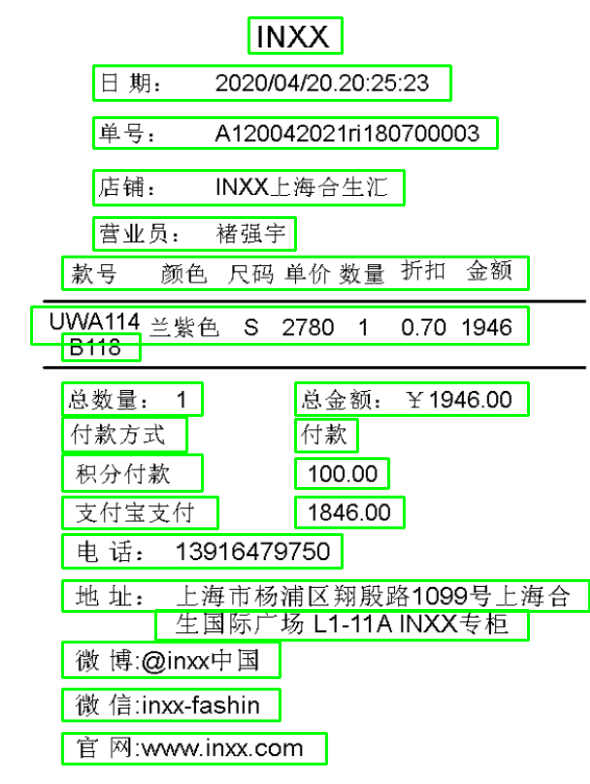 INXX
日 期： 2020/04/20.20:25:23
单号： A120042021ri180700003
店铺： INXX上海合生汇
营业员： 褚强宇
款号 颜色 尺码 单价 数量 折扣 金额
UWA114 兰紫色 S 2780 1 0.70 1946
B118
总数量： 1 总金额： ￥1946.00
付款方式 付款
积分付款 100.00
支付宝支付 1846.00
电 话： 13916479750
地 址： 上海市杨浦区翔殷路1099号上海合
生国际广场 L1-11A INXX专柜
微 博:@inxx中国
微 信:inxx-fashin
官 网:www.inxx.com